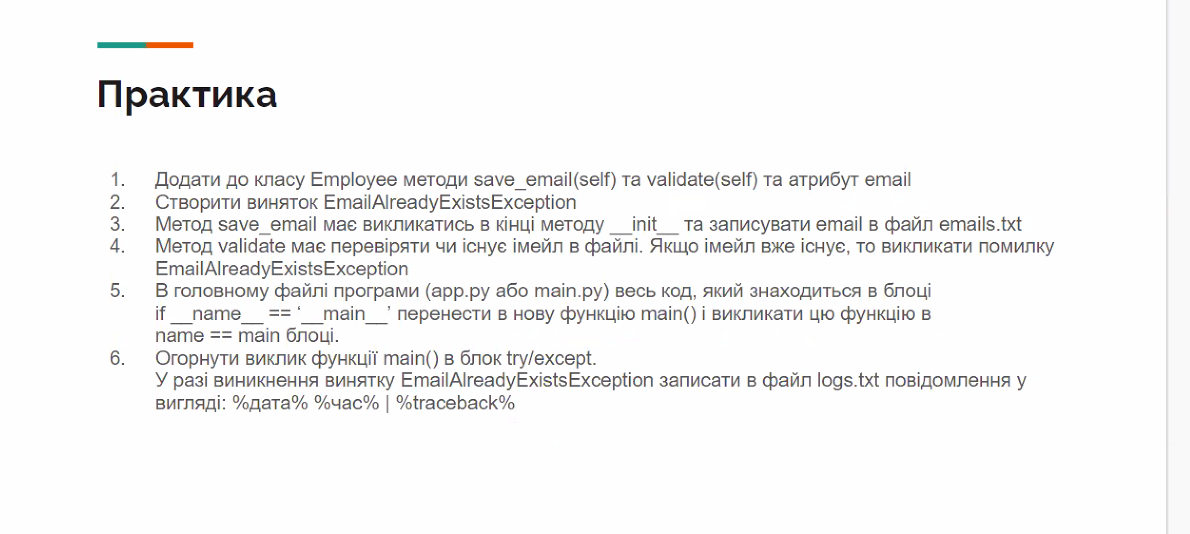 Практика
1. Додати до класу Employee методи save_email(self) та validate(self) та атрибут email
2. Створити виняток EmailAlreadyExistsException
3. Метод save_email має викликатись в кінці методу __init__ та записувати email в файл emails.txt
4. Метод validate має перевіряти чи існує імейл в файлі. Якщо імейл вже існує, то викликати помилку
EmailAlreadyExistsException
5. В головному файлі програми (app.py або main.py) весь код, який знаходиться в блоці
if __name__ == ‘__main__’ перенести в нову функцію main() і викликати цю функцію в
name == main блоці.
6. Огорнути виклик функції main() в блок try/except.
У разі виникнення винятку EmailAlreadyExistsException записати в файл logs.txt повідомлення у
вигляді: %дата% %час% | %traceback%